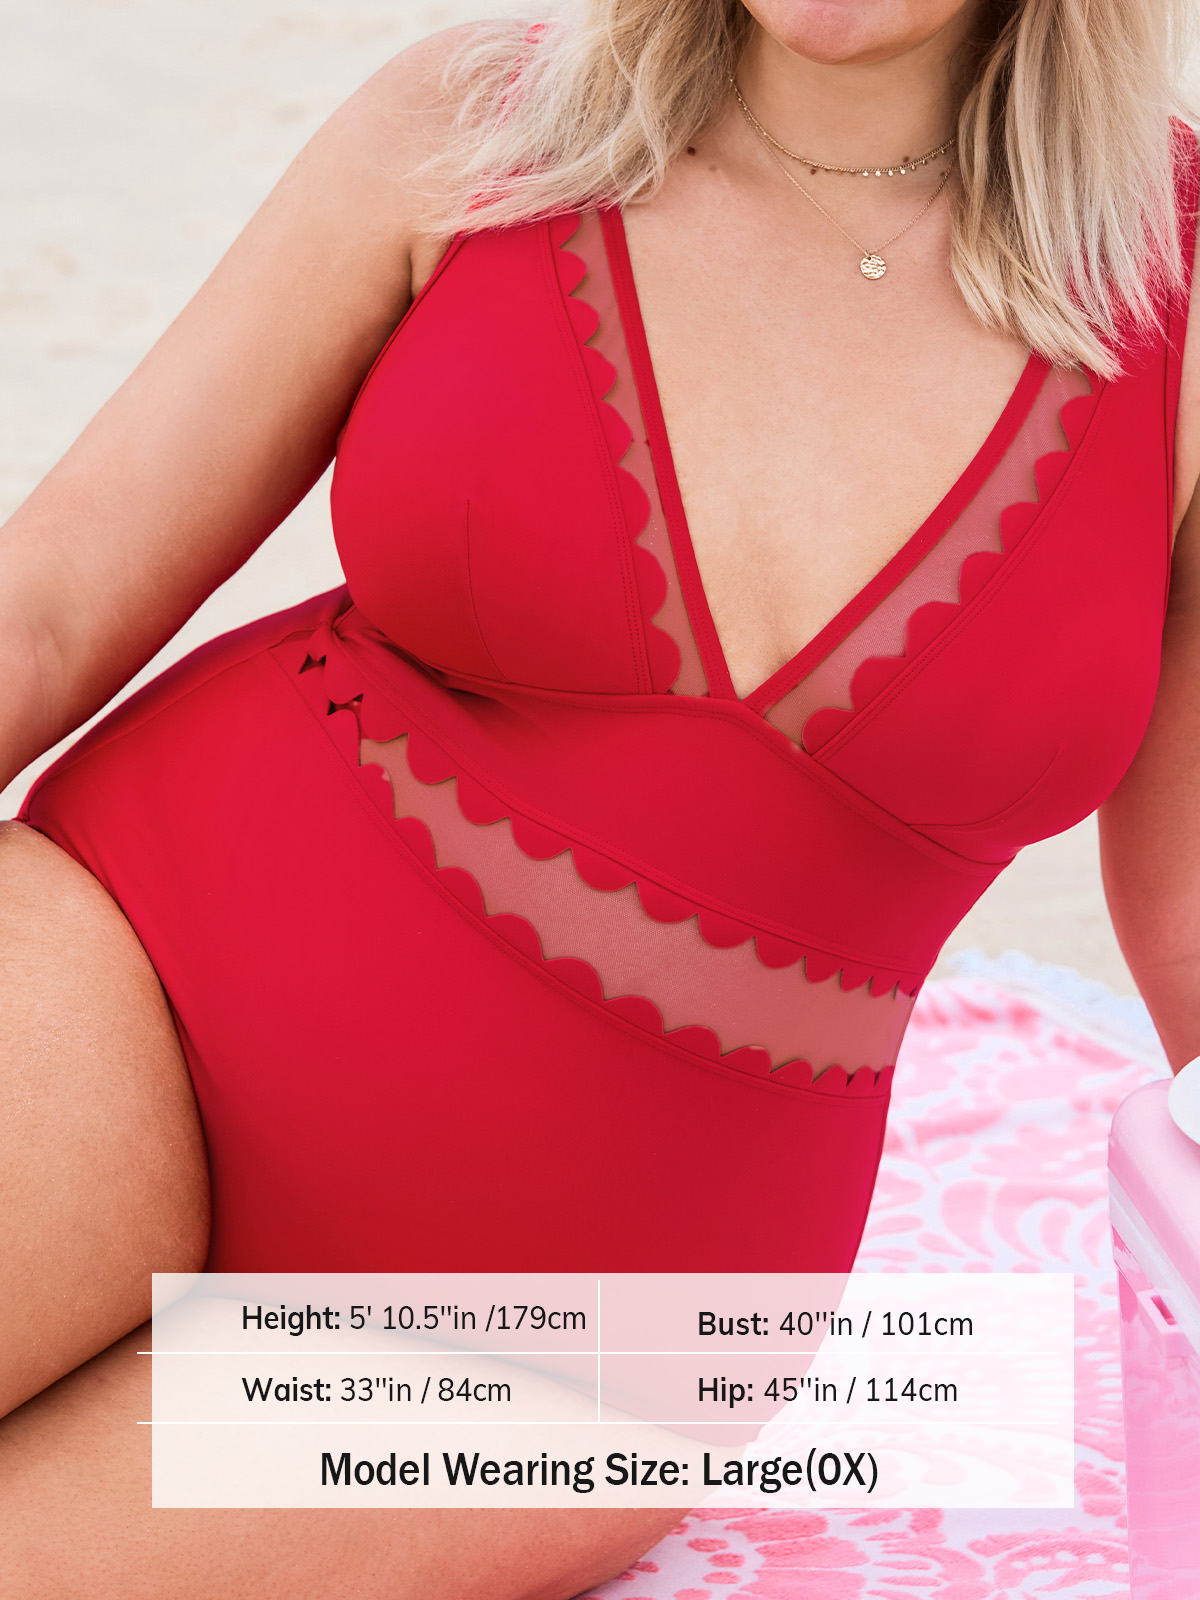 Height: 5' 10.5"in /179cm
Bust: 40"in / 101cm
Waist: 33"in / 84cm
Hip: 45"in / 114cm
Model Wearing Size: Large(0X)